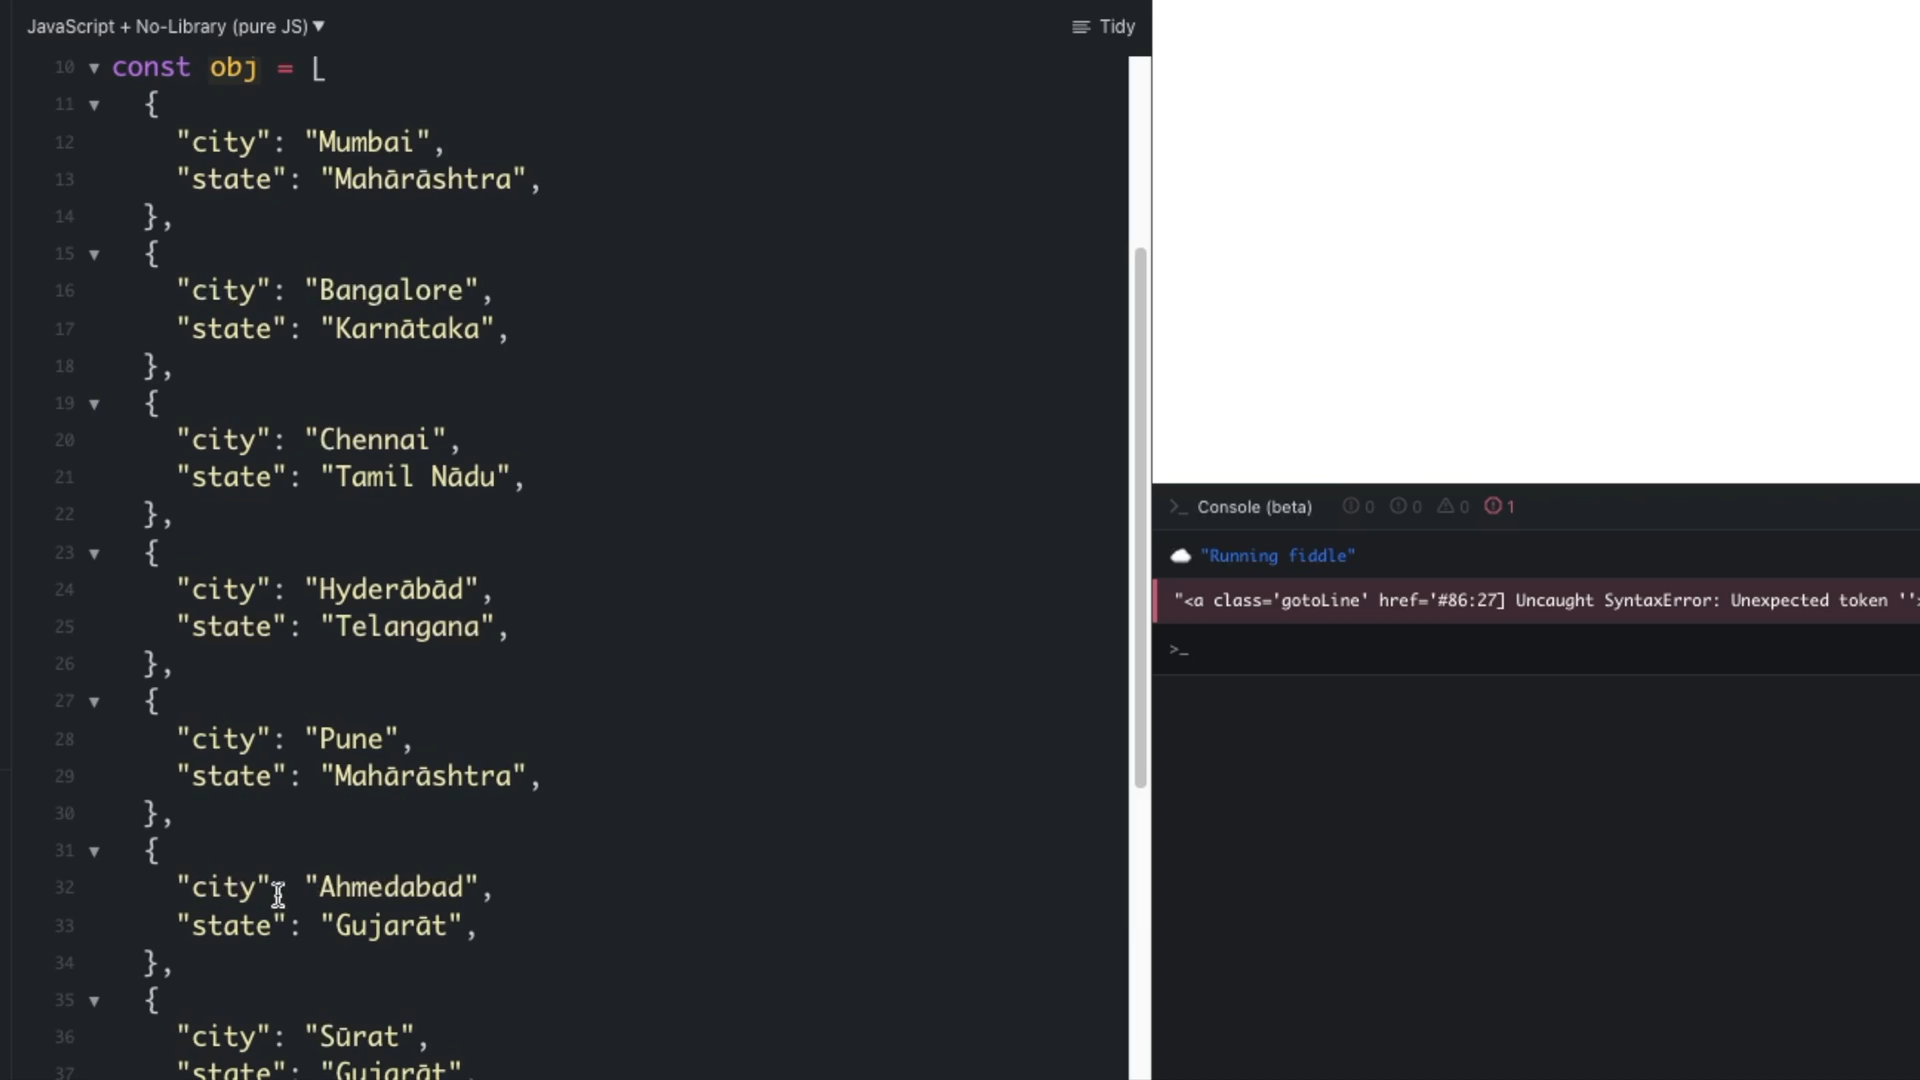 JavaScript + No-Library (pure JS) ▼
Tidy
10 ▼ const obj = [
11 ▼ {
12 "city": "Mumbai",
13 "state": "Mahārāshtra",
14 },
15 ▼ {
16 "city": "Bangalore",
17 "state": "Karnātaka",
18 },
19 ▼ {
20 "city": "Chennai",
21 "state": "Tamil Nādu",
22 },
23 ▼ {
24 "city": "Hyderābād",
25 "state": "Telangana",
26 },
27 ▼ {
28 "city": "Pune",
29 "state": "Mahārāshtra",
30 },
31 ▼ {
32 "city": "Ahmedabad",
33 "state": "Gujarāt",
34 },
35 ▼ {
36 "city": "Sūrat",
37 "state": "Gujarāt",
>_ Console (beta) 0 0 0 1
"Running fiddle"
"<a class='gotoLine' href='#86:27] Uncaught SyntaxError: Unexpected token ''>
>_